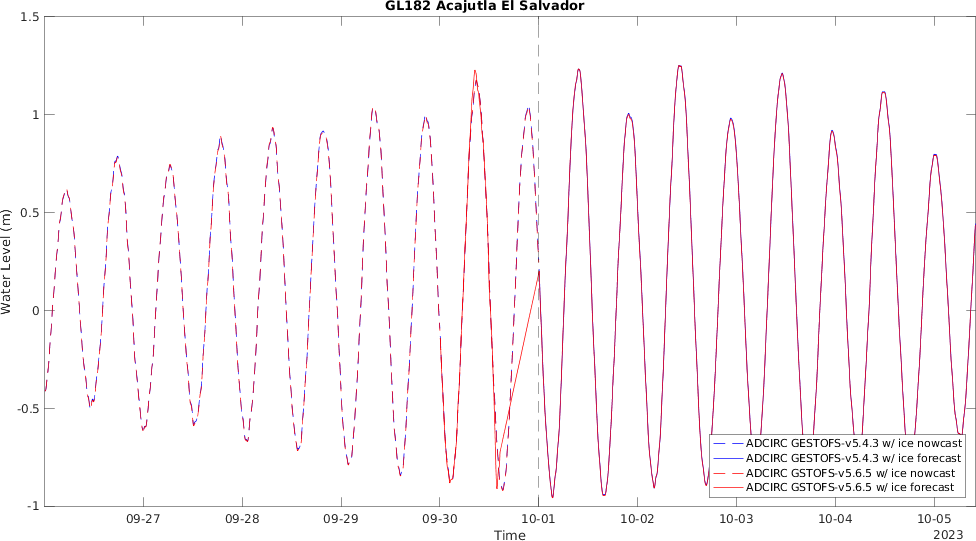 GL182 Acajutla El Salvador
1.5
1
0.5
0
-0.5
-1
Water Level (m)
09-27 09-28 09-29 09-30 10-01 10-02 10-03 10-04 10-05
Time
2023
ADCIRC GESTOFS-v5.4.3 w/ ice nowcast
ADCIRC GESTOFS-v5.4.3 w/ ice forecast
ADCIRC GSTOFS-v5.6.5 w/ ice nowcast
ADCIRC GSTOFS-v5.6.5 w/ ice forecast